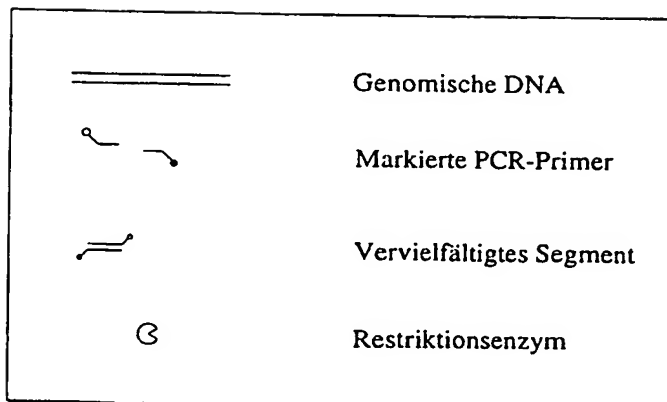 Genomische DNA
Markierte PCR-Primer
Vervielfältigtes Segment
Restriktionsenzym